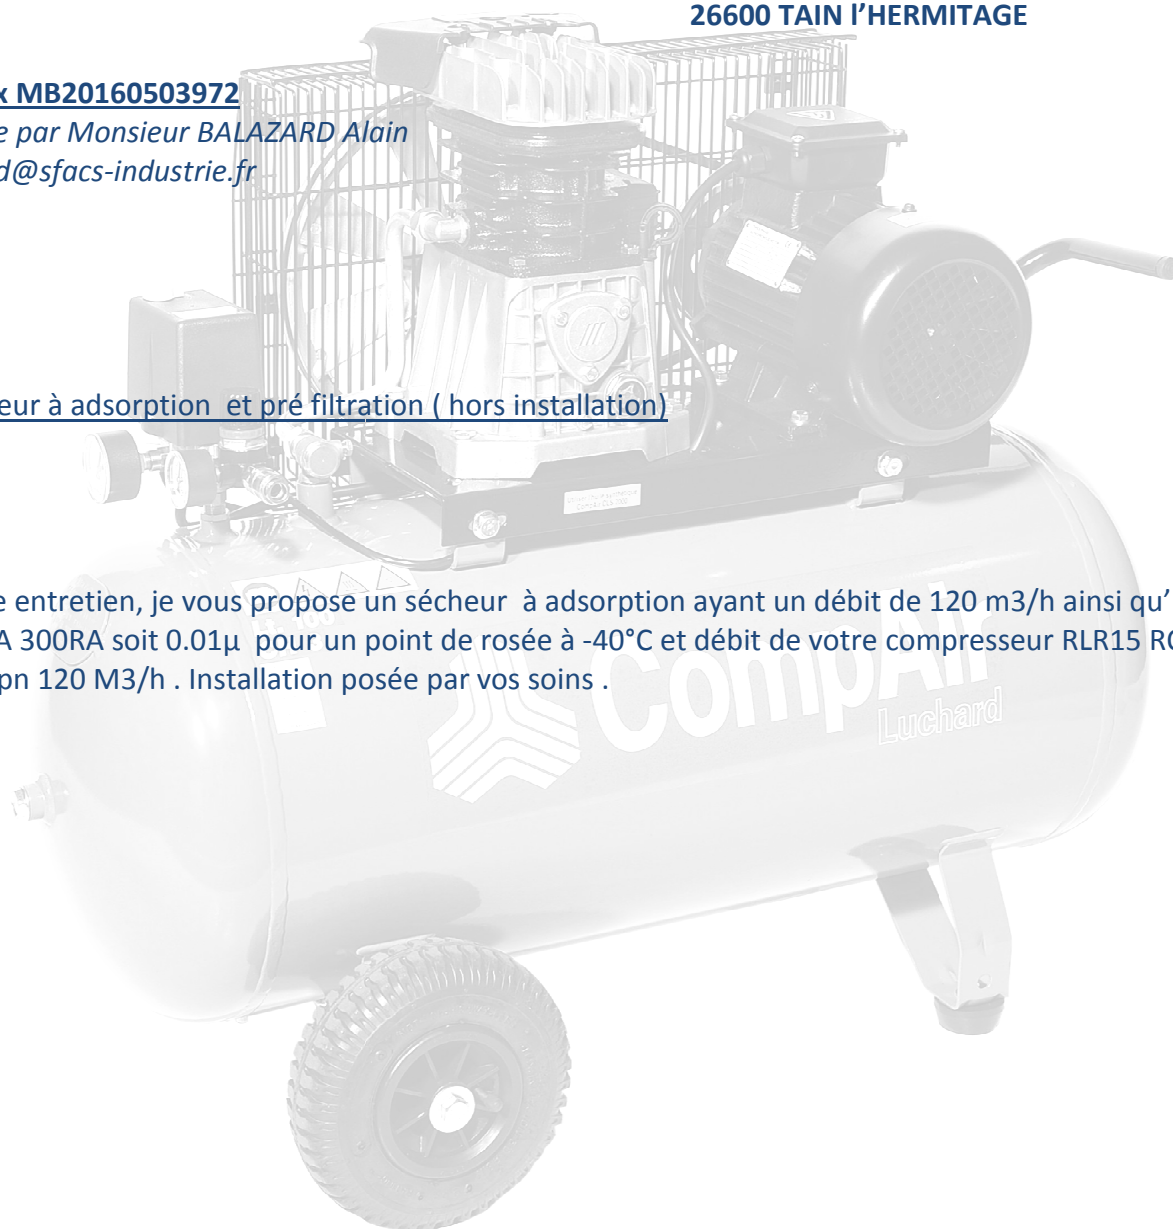 26600 TAIN l’HERMITAGE
x MB20160503972
e par Monsieur BALAZARD Alain
d@sfacs-industrie.fr
eur à adsorption et pré filtration ( hors installation)
e entretien, je vous propose un sécheur à adsorption ayant un débit de 120 m3/h ainsi qu’
A 300RA soit 0.01µ pour un point de rosée à -40°C et débit de votre compresseur RLR15 RC
pn 120 M3/h . Installation posée par vos soins .
CompAir
Luchard